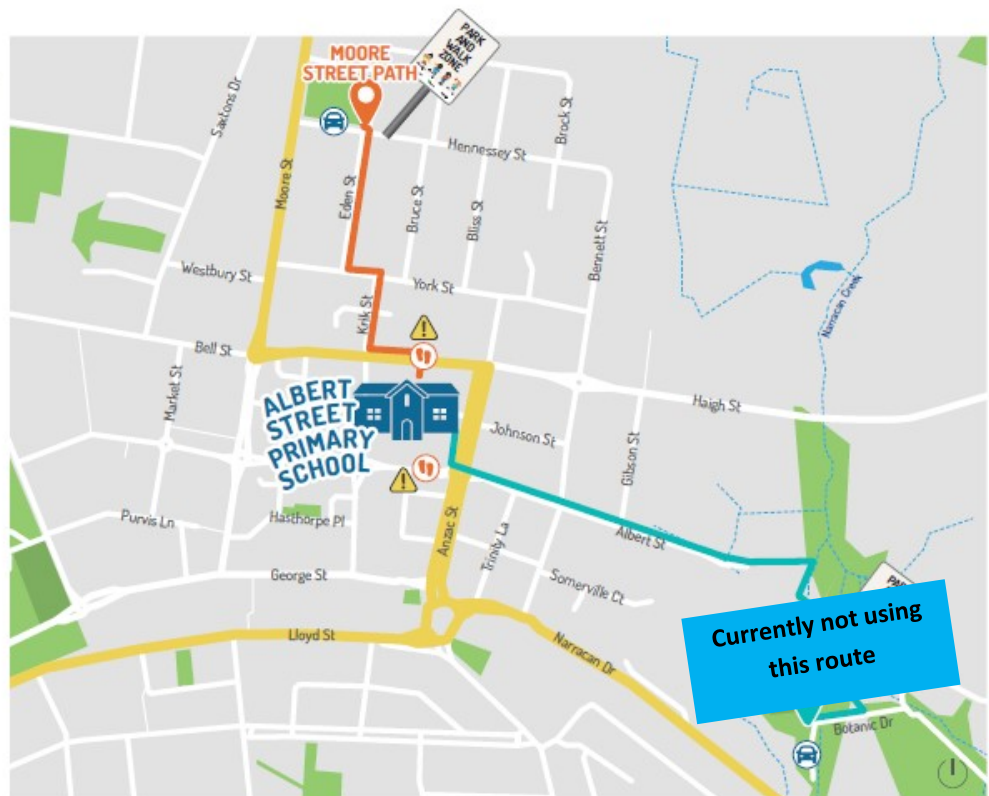 MOORE
STREET PATH
PARK
AND
WALK
ZONE
Saxtons Dr
Moore St
Eden St
Bruce St
Bliss St
Brock St
Hennessey St
Bennett St
Westbury St
York St
Krik St
Narracan Creek
Bell St
Market St
Haigh St
ALBERT
STREET
PRIMARY
SCHOOL
Johnson St
Gibson St
Purvis Ln
Hasthorpe Pl
Anzac St
Trinity La
Albert St
George St
Somerville Ct
Lloyd St
Narracan Dr
Currently not using
this route
Botanic Dr